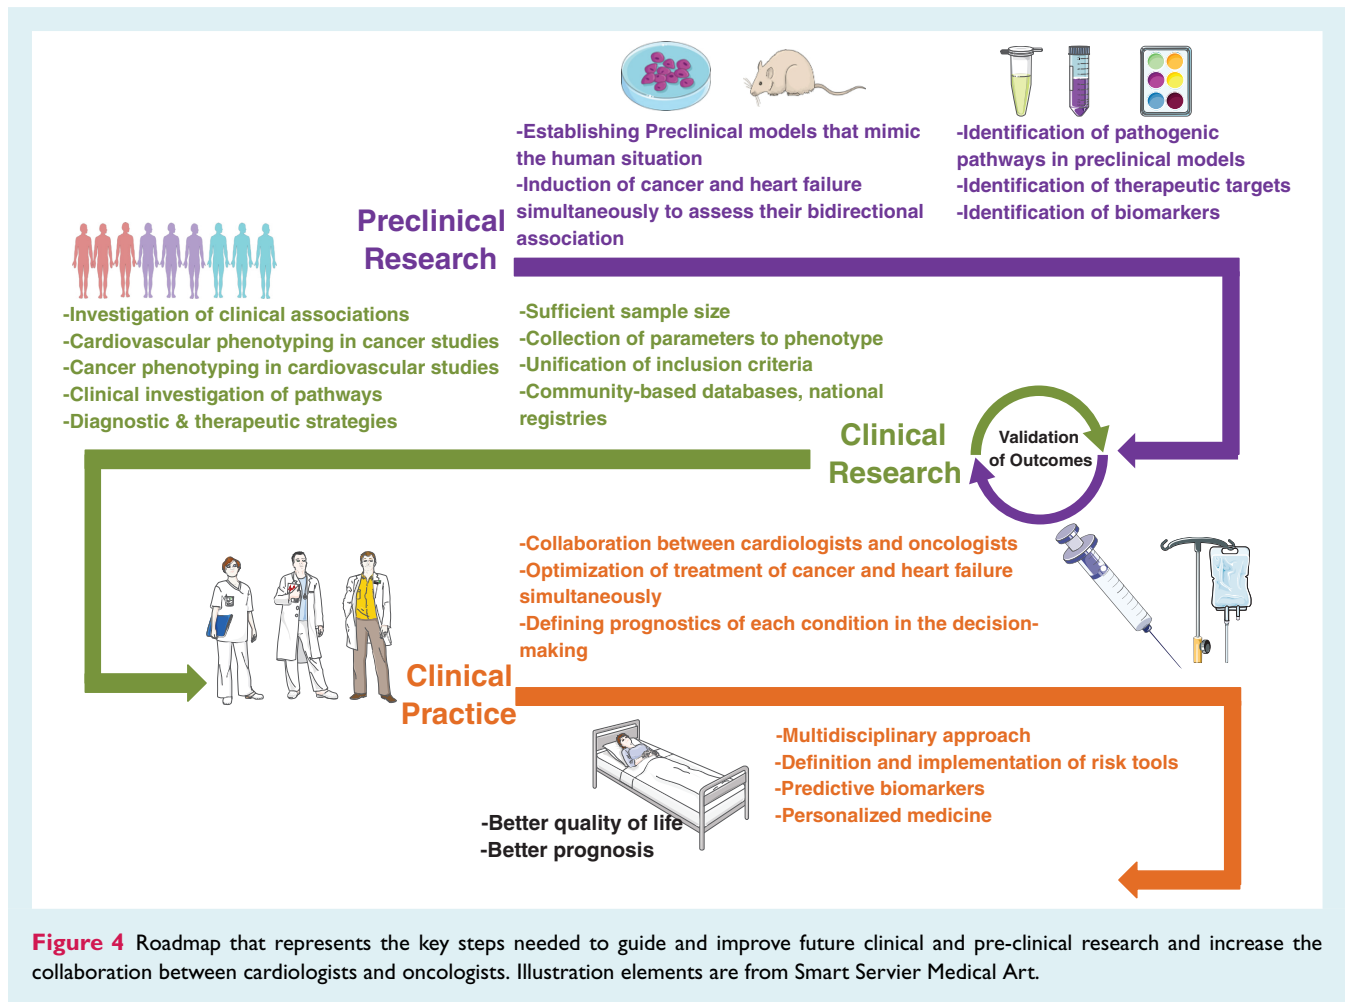 -Establishing Preclinical models that mimic
the human situation
-Induction of cancer and heart failure
simultaneously to assess their bidirectional
association
-Identification of pathogenic
pathways in preclinical models
-Identification of therapeutic targets
-Identification of biomarkers
Preclinical
Research
-Investigation of clinical associations
-Cardiovascular phenotyping in cancer studies
-Cancer phenotyping in cardiovascular studies
-Clinical investigation of pathways
-Diagnostic & therapeutic strategies
-Sufficient sample size
-Collection of parameters to phenotype
-Unification of inclusion criteria
-Community-based databases, national
registries
Clinical
Research
Validation
of Outcomes
-Collaboration between cardiologists and oncologists
-Optimization of treatment of cancer and heart failure
simultaneously
-Defining prognostics of each condition in the decision-
making
Clinical
Practice
-Multidisciplinary approach
-Definition and implementation of risk tools
-Predictive biomarkers
-Personalized medicine
-Better quality of life
-Better prognosis
Figure 4 Roadmap that represents the key steps needed to guide and improve future clinical and pre-clinical research and increase the
collaboration between cardiologists and oncologists. Illustration elements are from Smart Servier Medical Art.